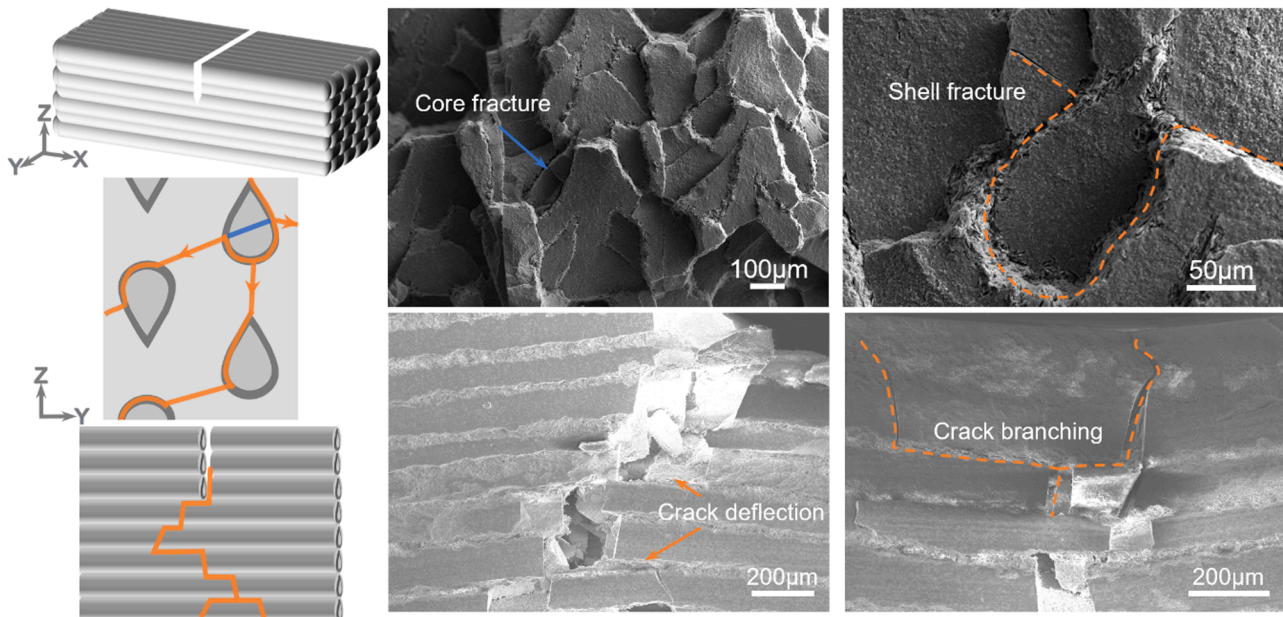 Z
Y
X
Core fracture
100μm
Shell fracture
50μm
Z
Y
Crack deflection
200μm
Crack branching
200μm